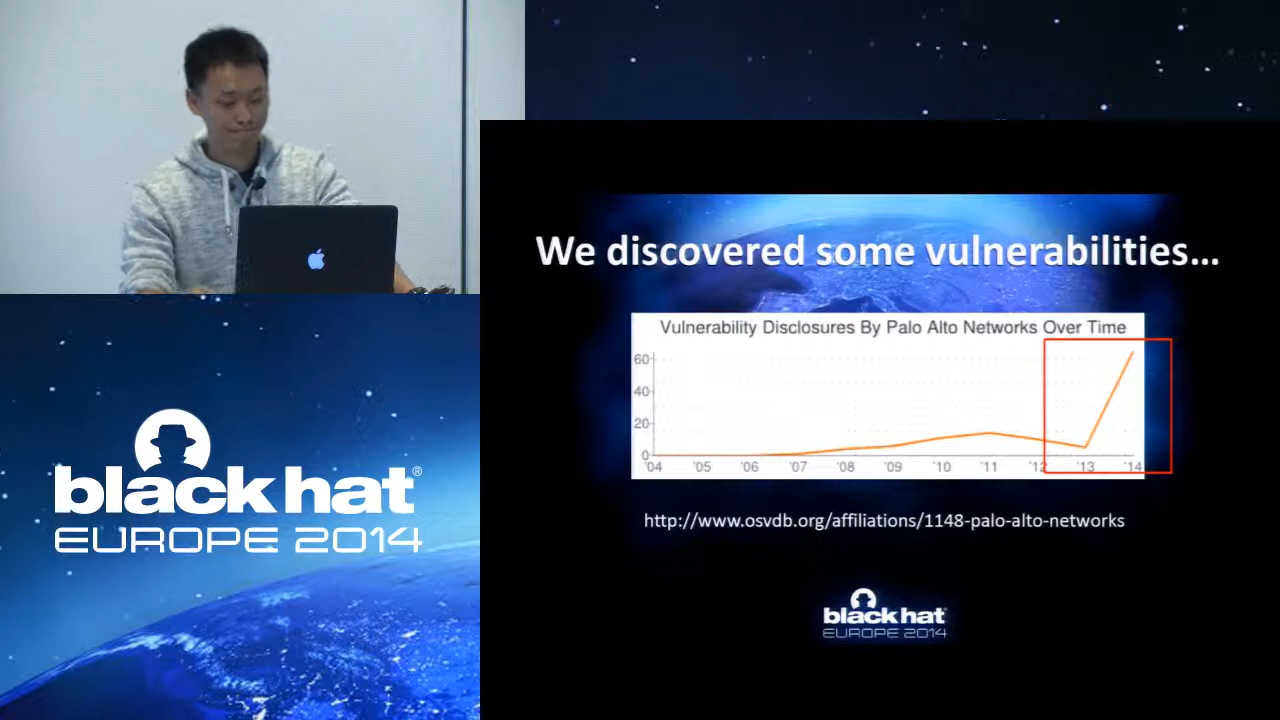 We discovered some vulnerabilities...
Vulnerability Disclosures By Palo Alto Networks Over Time
60
40
20
0
'04 '05 '06 '07 '08 '09 '10 '11 '12 '13 '14
http://www.osvdb.org/affiliations/1148-palo-alto-networks
black hat
EUROPE 2014
black hat®
EUROPE 2014